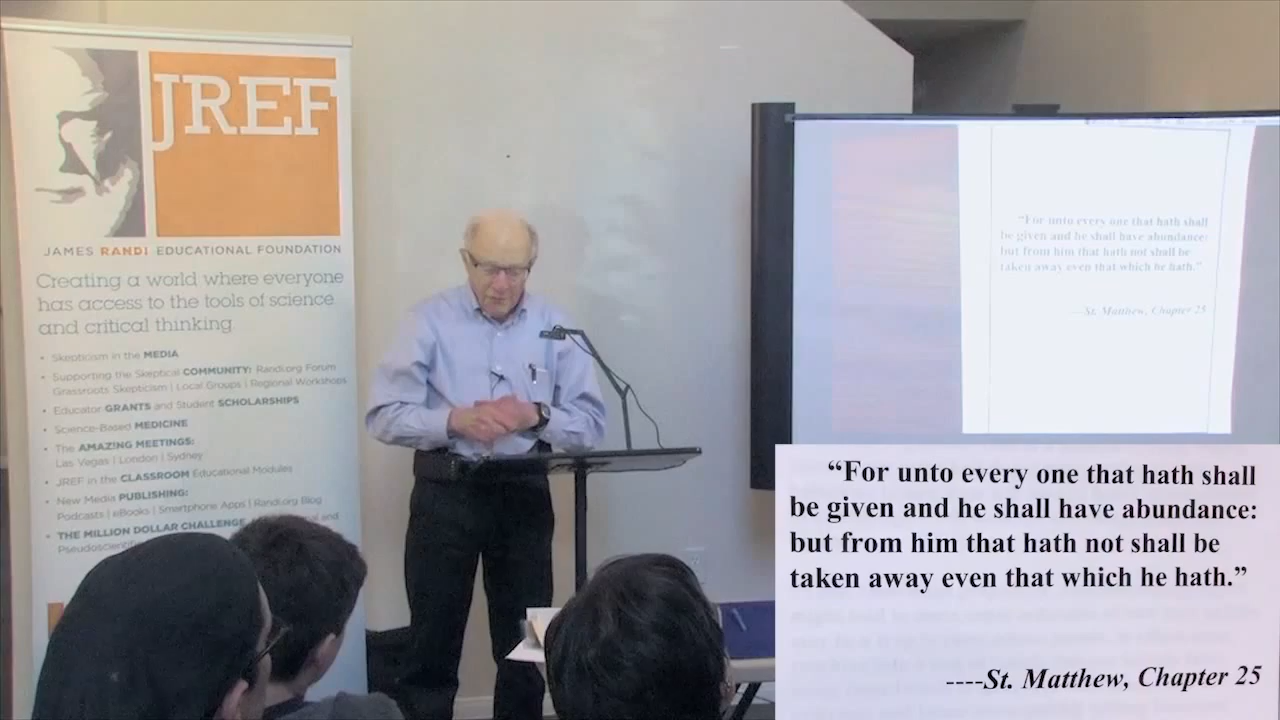 JREF
JAMES RANDI EDUCATIONAL FOUNDATION
Creating a world where everyone
has access to the tools of science
and critical thinking
• Skepticism in the MEDIA
• Supporting the Skeptical COMMUNITY: Randi.org Forum
Grassroots Skepticism | Local Groups | Regional Workshops
• Educator GRANTS and Student SCHOLARSHIPS
• Science-Based MEDICINE
• The AMAZING MEETINGS:
Las Vegas | London | Sydney
• JREF in the CLASSROOM Educational Modules
• New Media PUBLISHING:
Podcasts | eBooks | Smartphone Apps | Randi.org Blog
• THE MILLION DOLLAR CHALLENGE
“For unto every one that hath shall
be given and he shall have abundance:
but from him that hath not shall be
taken away even that which he hath.”
—St. Matthew, Chapter 25
“For unto every one that hath shall
be given and he shall have abundance:
but from him that hath not shall be
taken away even that which he hath.”
----St. Matthew, Chapter 25